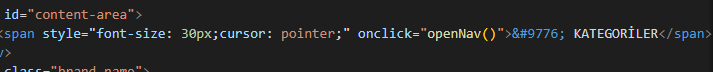 id="content-area">
<span style="font-size: 30px;cursor: pointer;" onclick="openNav()">&#9776; KATEGORİLER</span>
v>
class="brand-name">